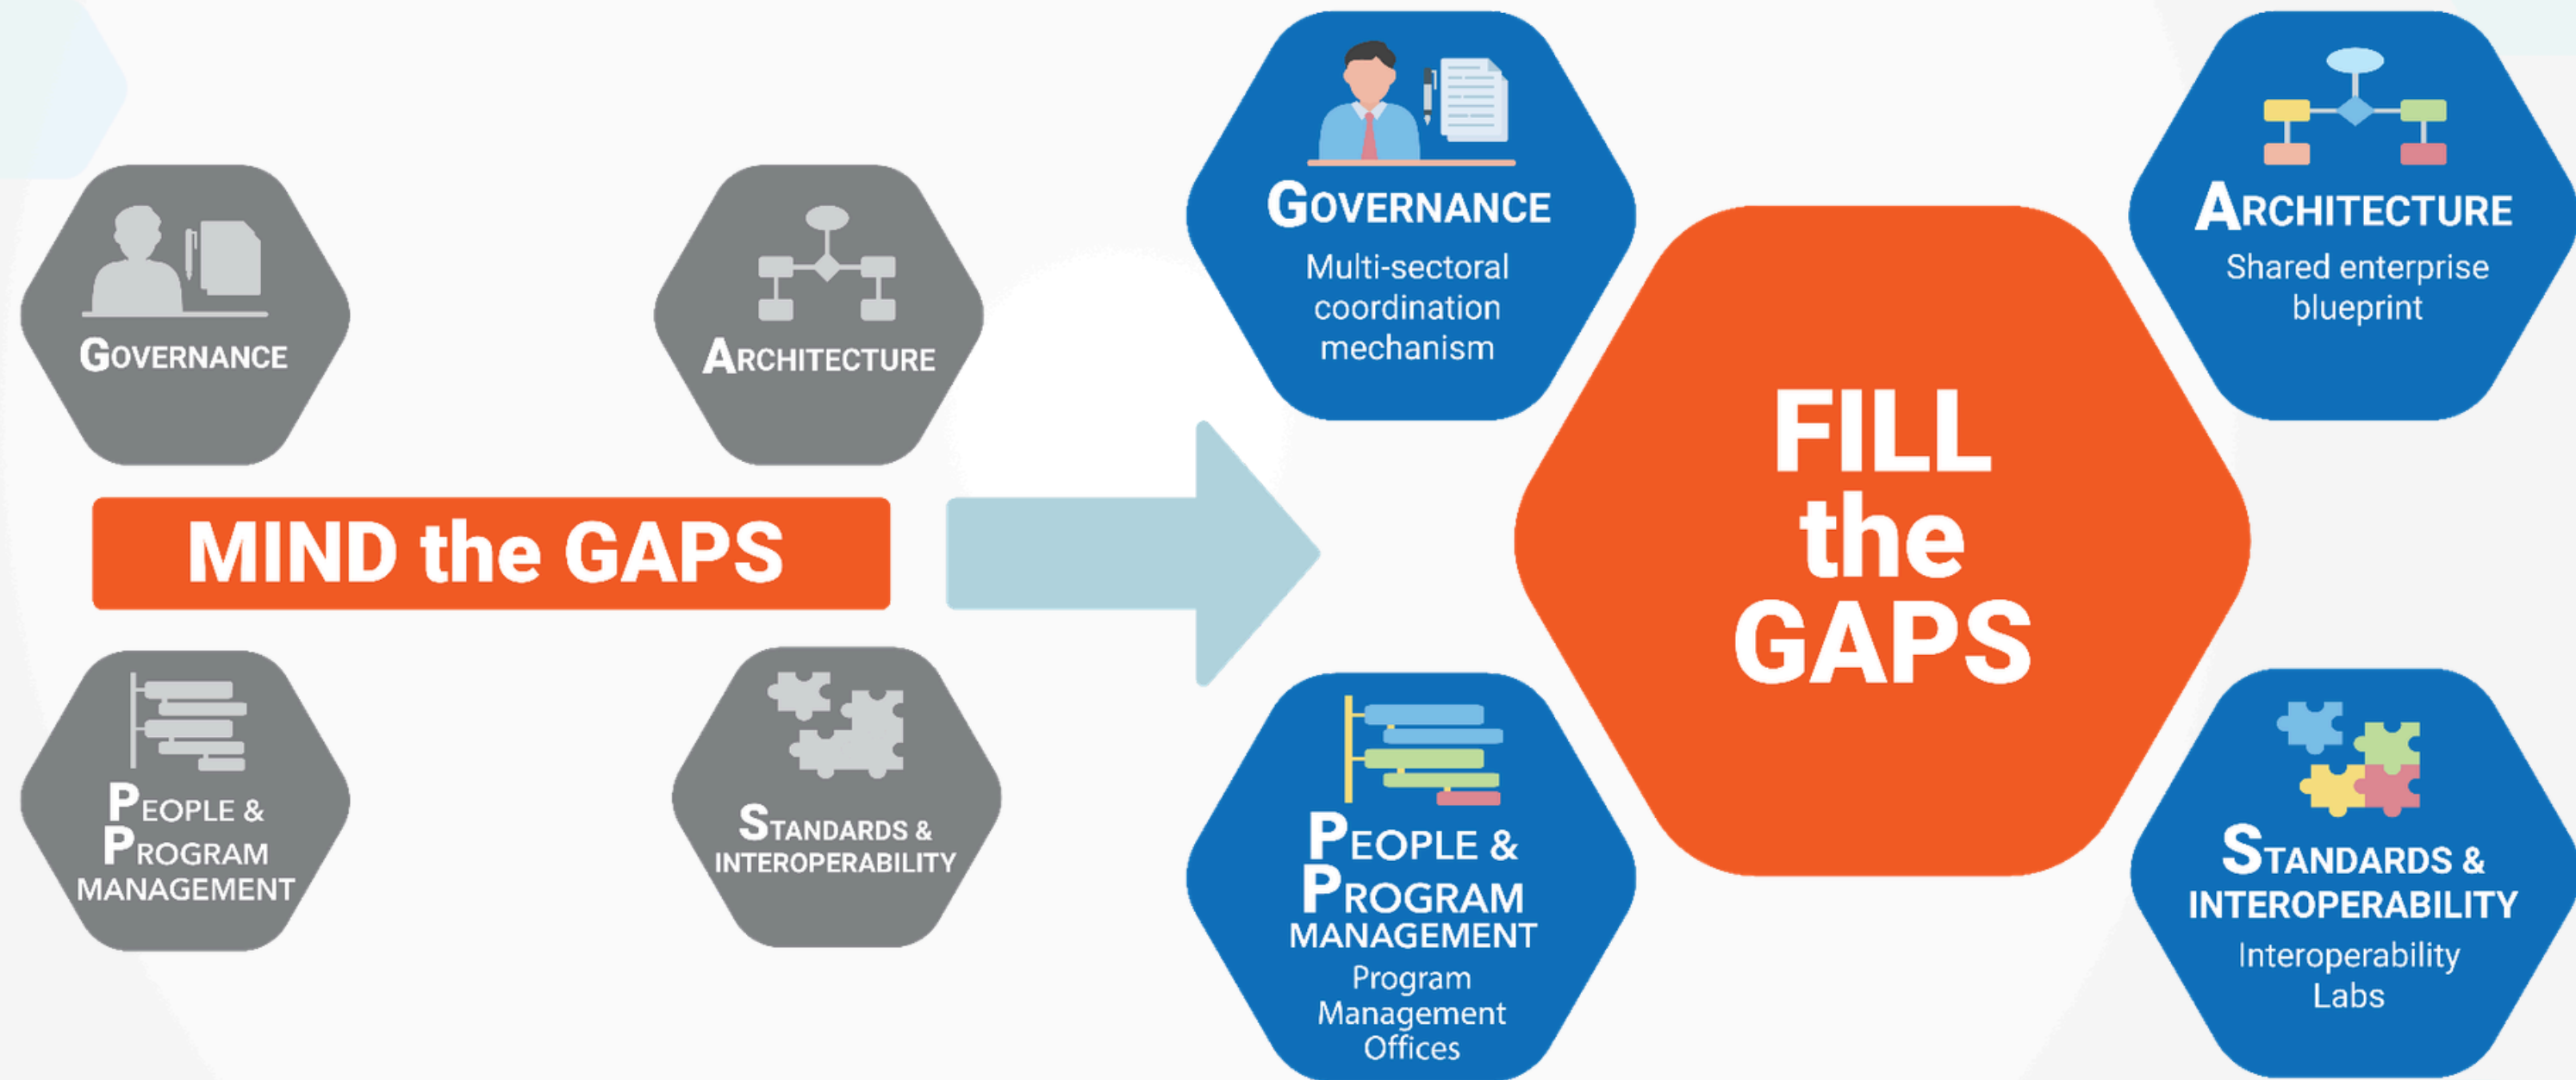 GOVERNANCE
ARCHITECTURE
MIND the GAPS
PEOPLE &
PROGRAM
MANAGEMENT
STANDARDS &
INTEROPERABILITY
GOVERNANCE
Multi-sectoral
coordination
mechanism
ARCHITECTURE
Shared enterprise
blueprint
FILL
the
GAPS
PEOPLE &
PROGRAM
MANAGEMENT
Program
Management
Offices
STANDARDS &
INTEROPERABILITY
Interoperability
Labs